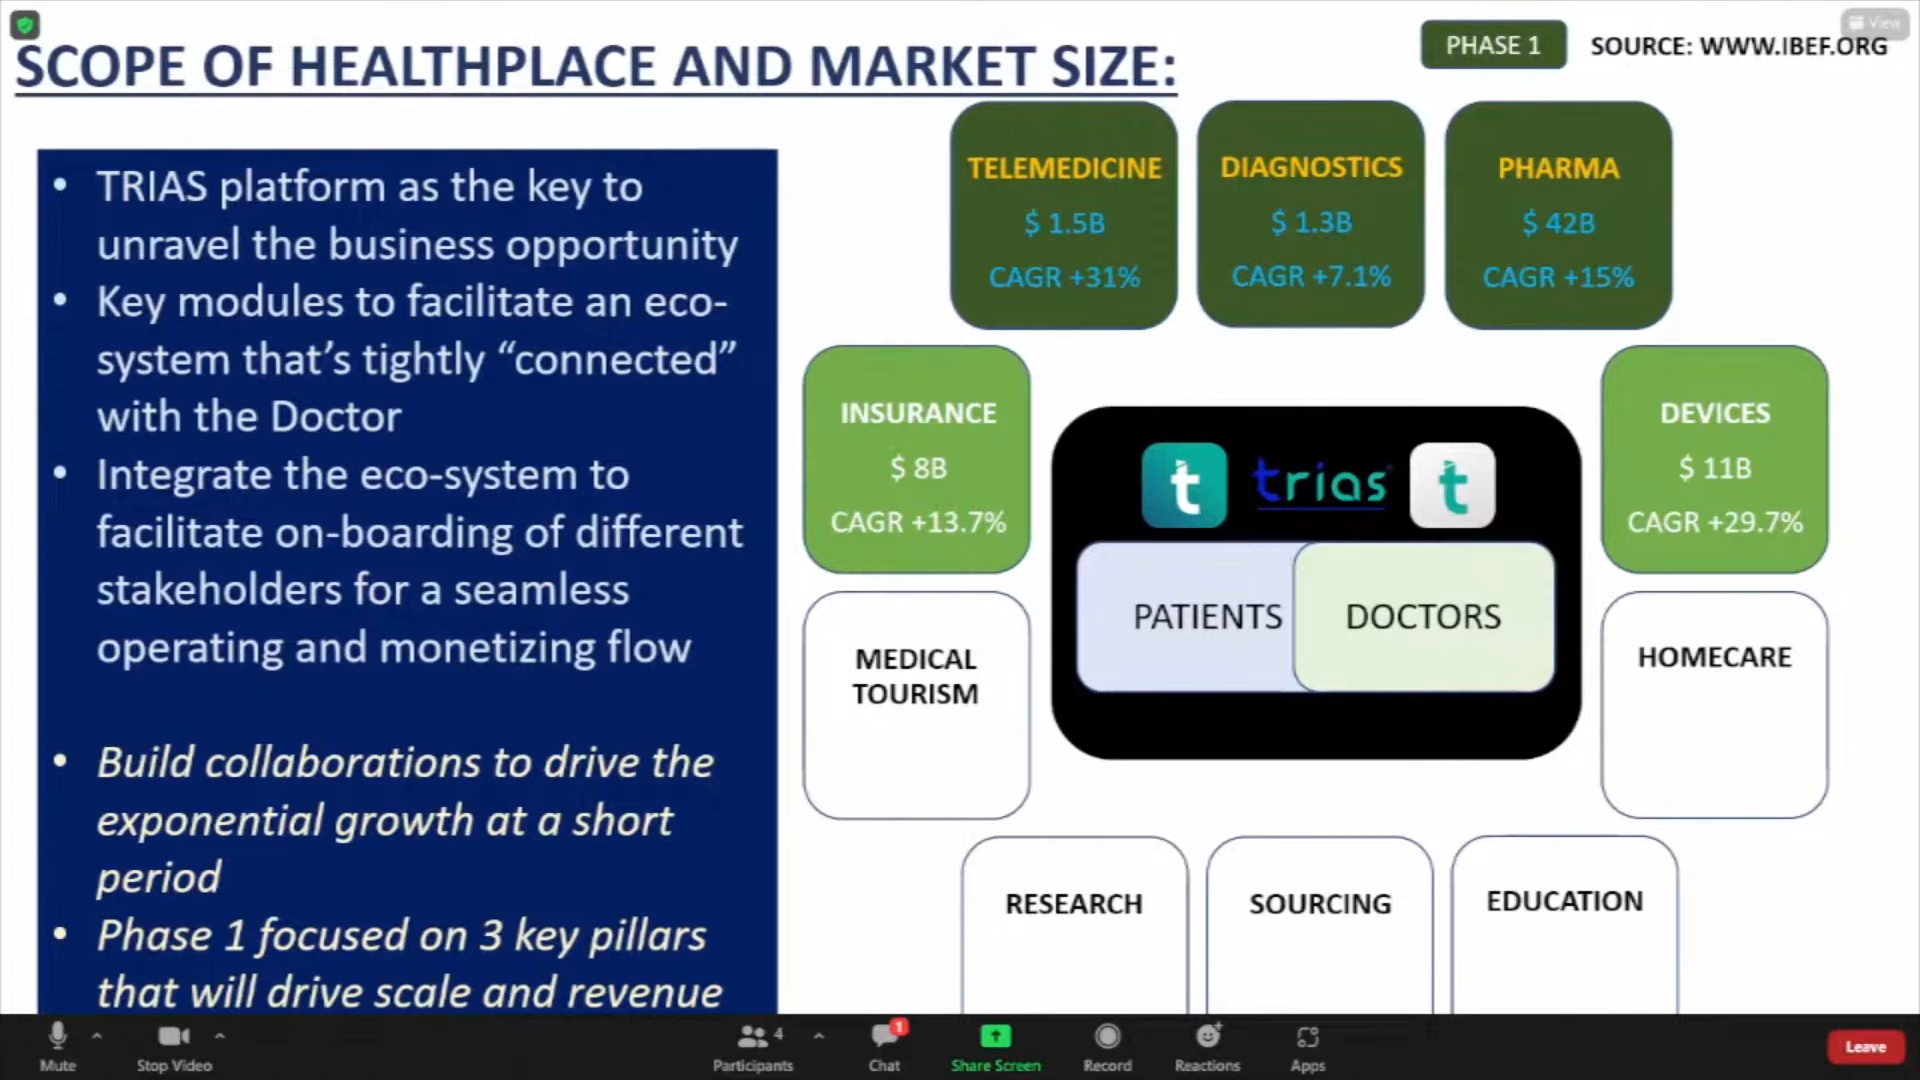 View
SCOPE OF HEALTHPLACE AND MARKET SIZE:
PHASE 1
SOURCE: WWW.IBEF.ORG
• TRIAS platform as the key to
unravel the business opportunity
• Key modules to facilitate an eco-
system that’s tightly “connected”
with the Doctor
• Integrate the eco-system to
facilitate on-boarding of different
stakeholders for a seamless
operating and monetizing flow
• Build collaborations to drive the
exponential growth at a short
period
• Phase 1 focused on 3 key pillars
that will drive scale and revenue
TELEMEDICINE
$ 1.5B
CAGR +31%
DIAGNOSTICS
$ 1.3B
CAGR +7.1%
PHARMA
$ 42B
CAGR +15%
INSURANCE
$ 8B
CAGR +13.7%
t trias t
PATIENTS
DOCTORS
DEVICES
$ 11B
CAGR +29.7%
MEDICAL
TOURISM
HOMECARE
RESEARCH
SOURCING
EDUCATION
Mute
Stop Video
4
Participants
1
Chat
Share Screen
Record
Reactions
Apps
Leave